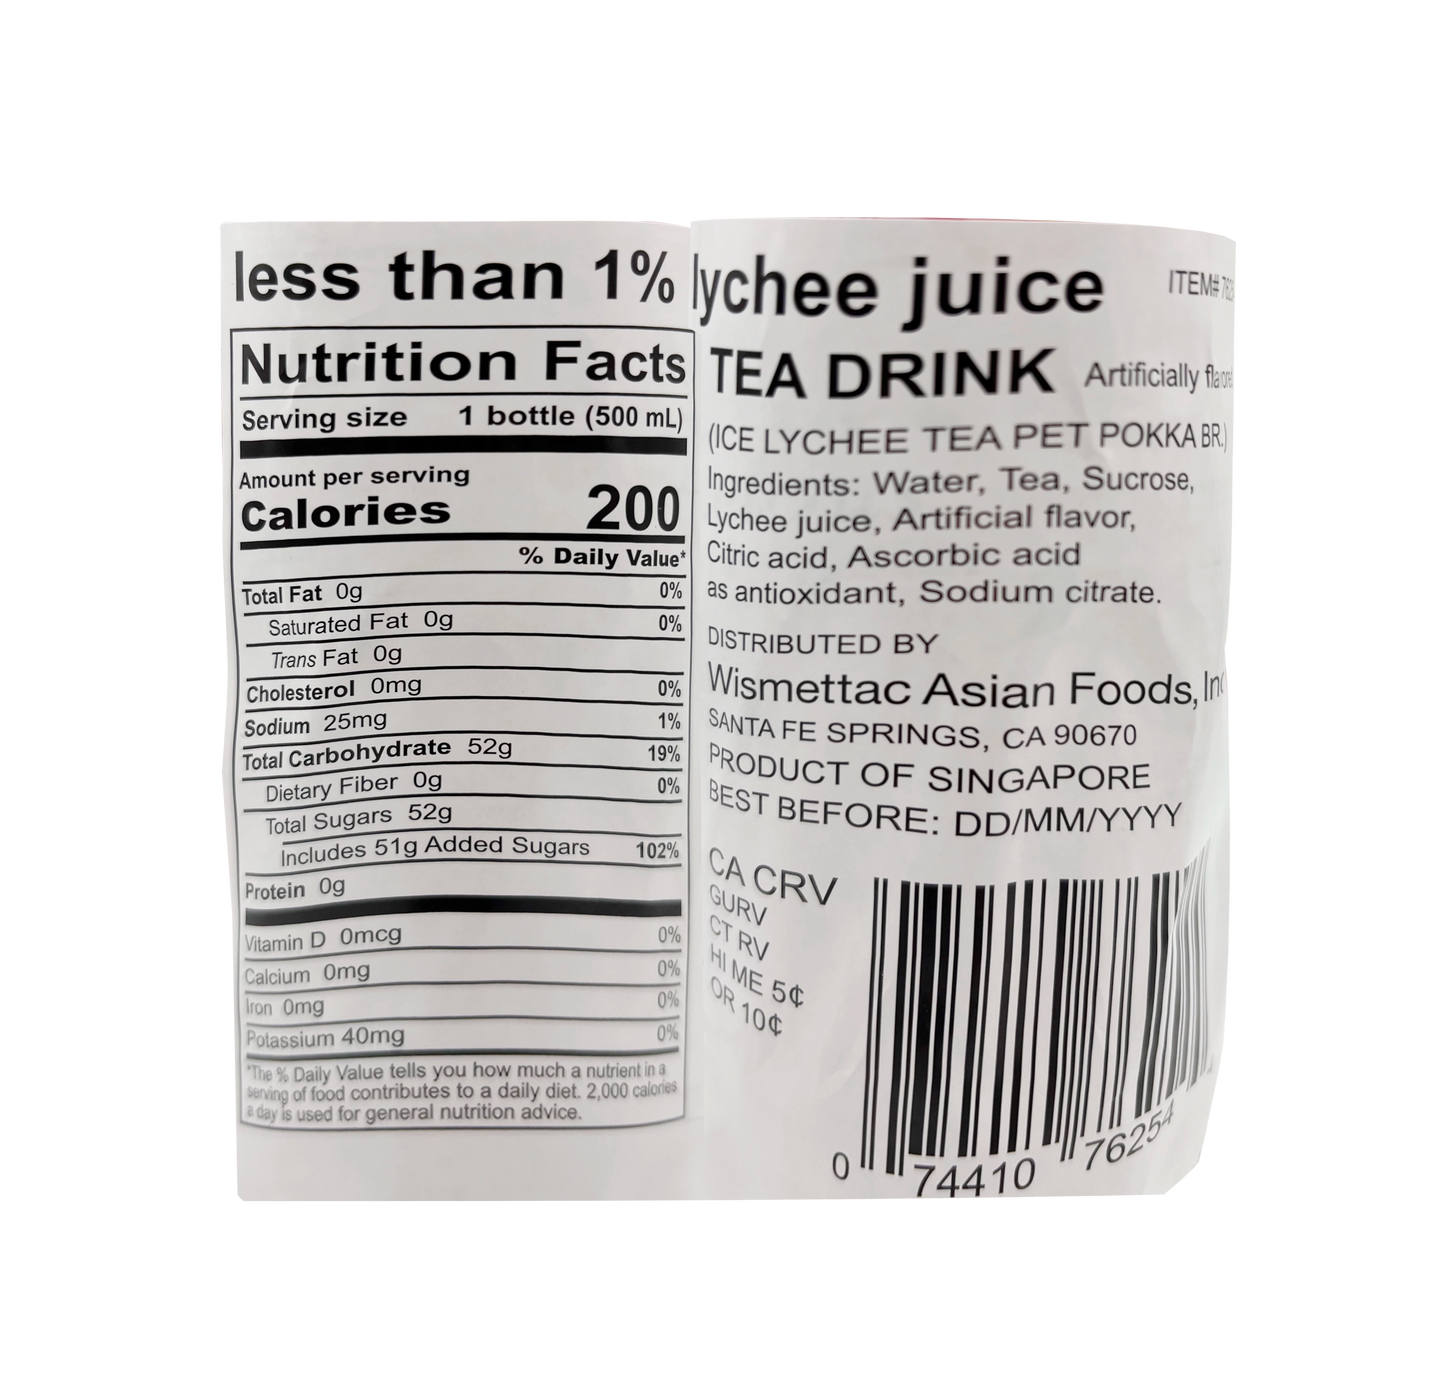 less than 1% lychee juice
ITEM#
Nutrition Facts
Serving size 1 bottle (500 mL)
Amount per serving
Calories 200
% Daily Value*
Total Fat 0g 0%
Saturated Fat 0g 0%
Trans Fat 0g
Cholesterol 0mg 0%
Sodium 25mg 1%
Total Carbohydrate 52g 19%
Dietary Fiber 0g 0%
Total Sugars 52g
Includes 51g Added Sugars 102%
Protein 0g
Vitamin D 0mcg 0%
Calcium 0mg 0%
Iron 0mg 0%
Potassium 40mg 0%
*The % Daily Value tells you how much a nutrient in a
serving of food contributes to a daily diet. 2,000 calories
a day is used for general nutrition advice.
TEA DRINK Artificially
(ICE LYCHEE TEA PET POKKA BR.)
Ingredients: Water, Tea, Sucrose,
Lychee juice, Artificial flavor,
Citric acid, Ascorbic acid
as antioxidant, Sodium citrate.
DISTRIBUTED BY
Wismettac Asian Foods, Inc
SANTA FE SPRINGS, CA 90670
PRODUCT OF SINGAPORE
BEST BEFORE: DD/MM/YYYY
CA CRV
GURV
CT RV
HI ME 5¢
OR 10¢
0 74410 76254